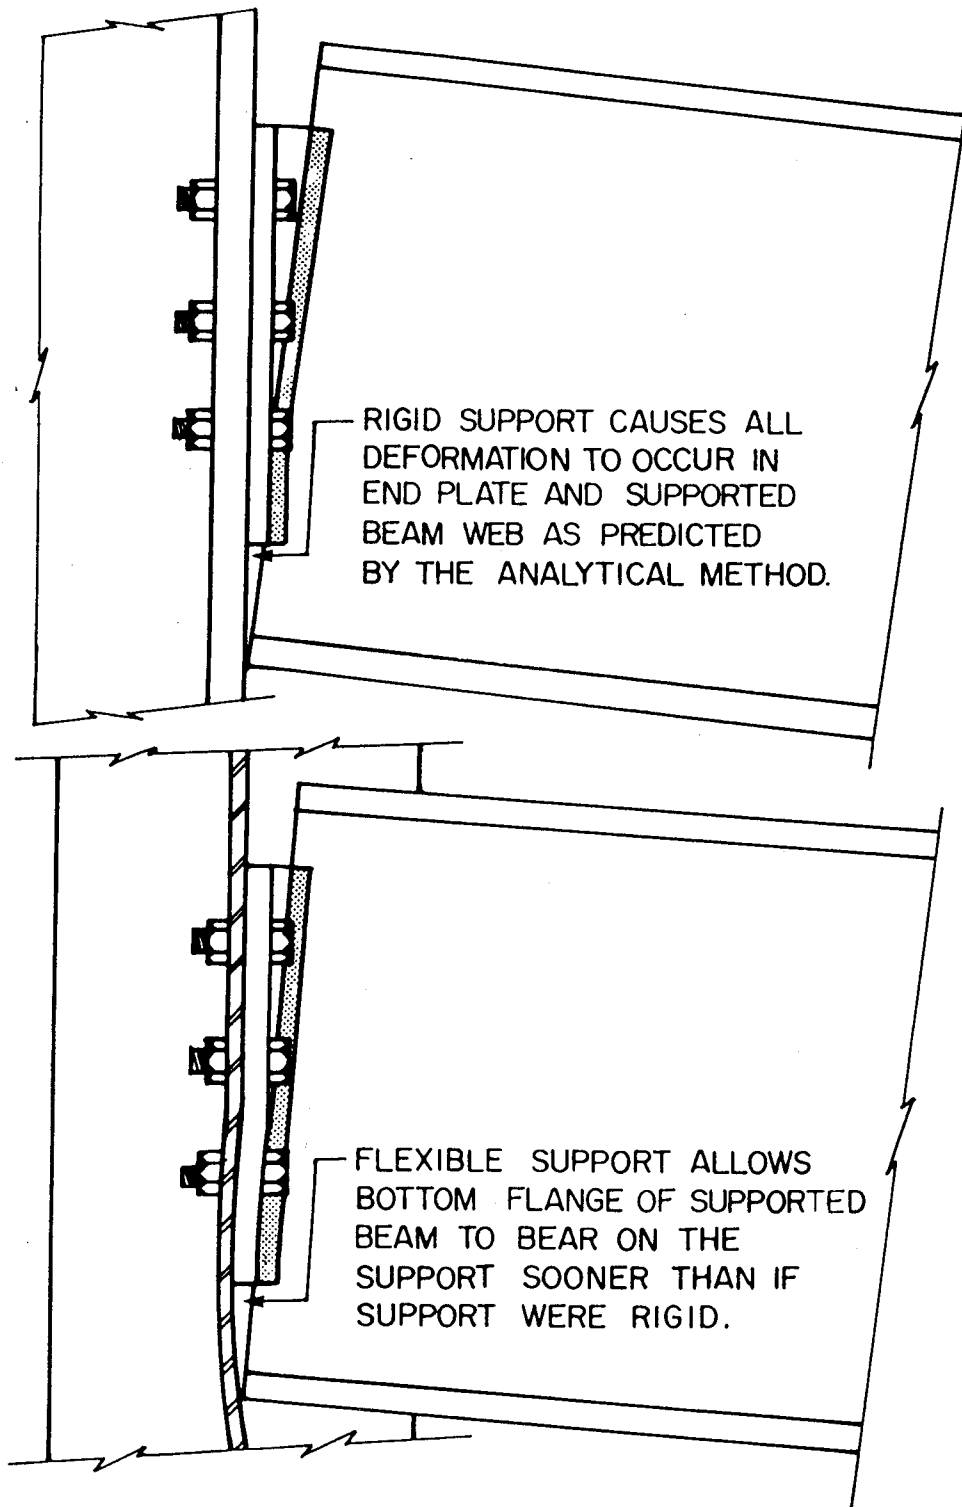 RIGID SUPPORT CAUSES ALL
DEFORMATION TO OCCUR IN
END PLATE AND SUPPORTED
BEAM WEB AS PREDICTED
BY THE ANALYTICAL METHOD.
FLEXIBLE SUPPORT ALLOWS
BOTTOM FLANGE OF SUPPORTED
BEAM TO BEAR ON THE
SUPPORT SOONER THAN IF
SUPPORT WERE RIGID.